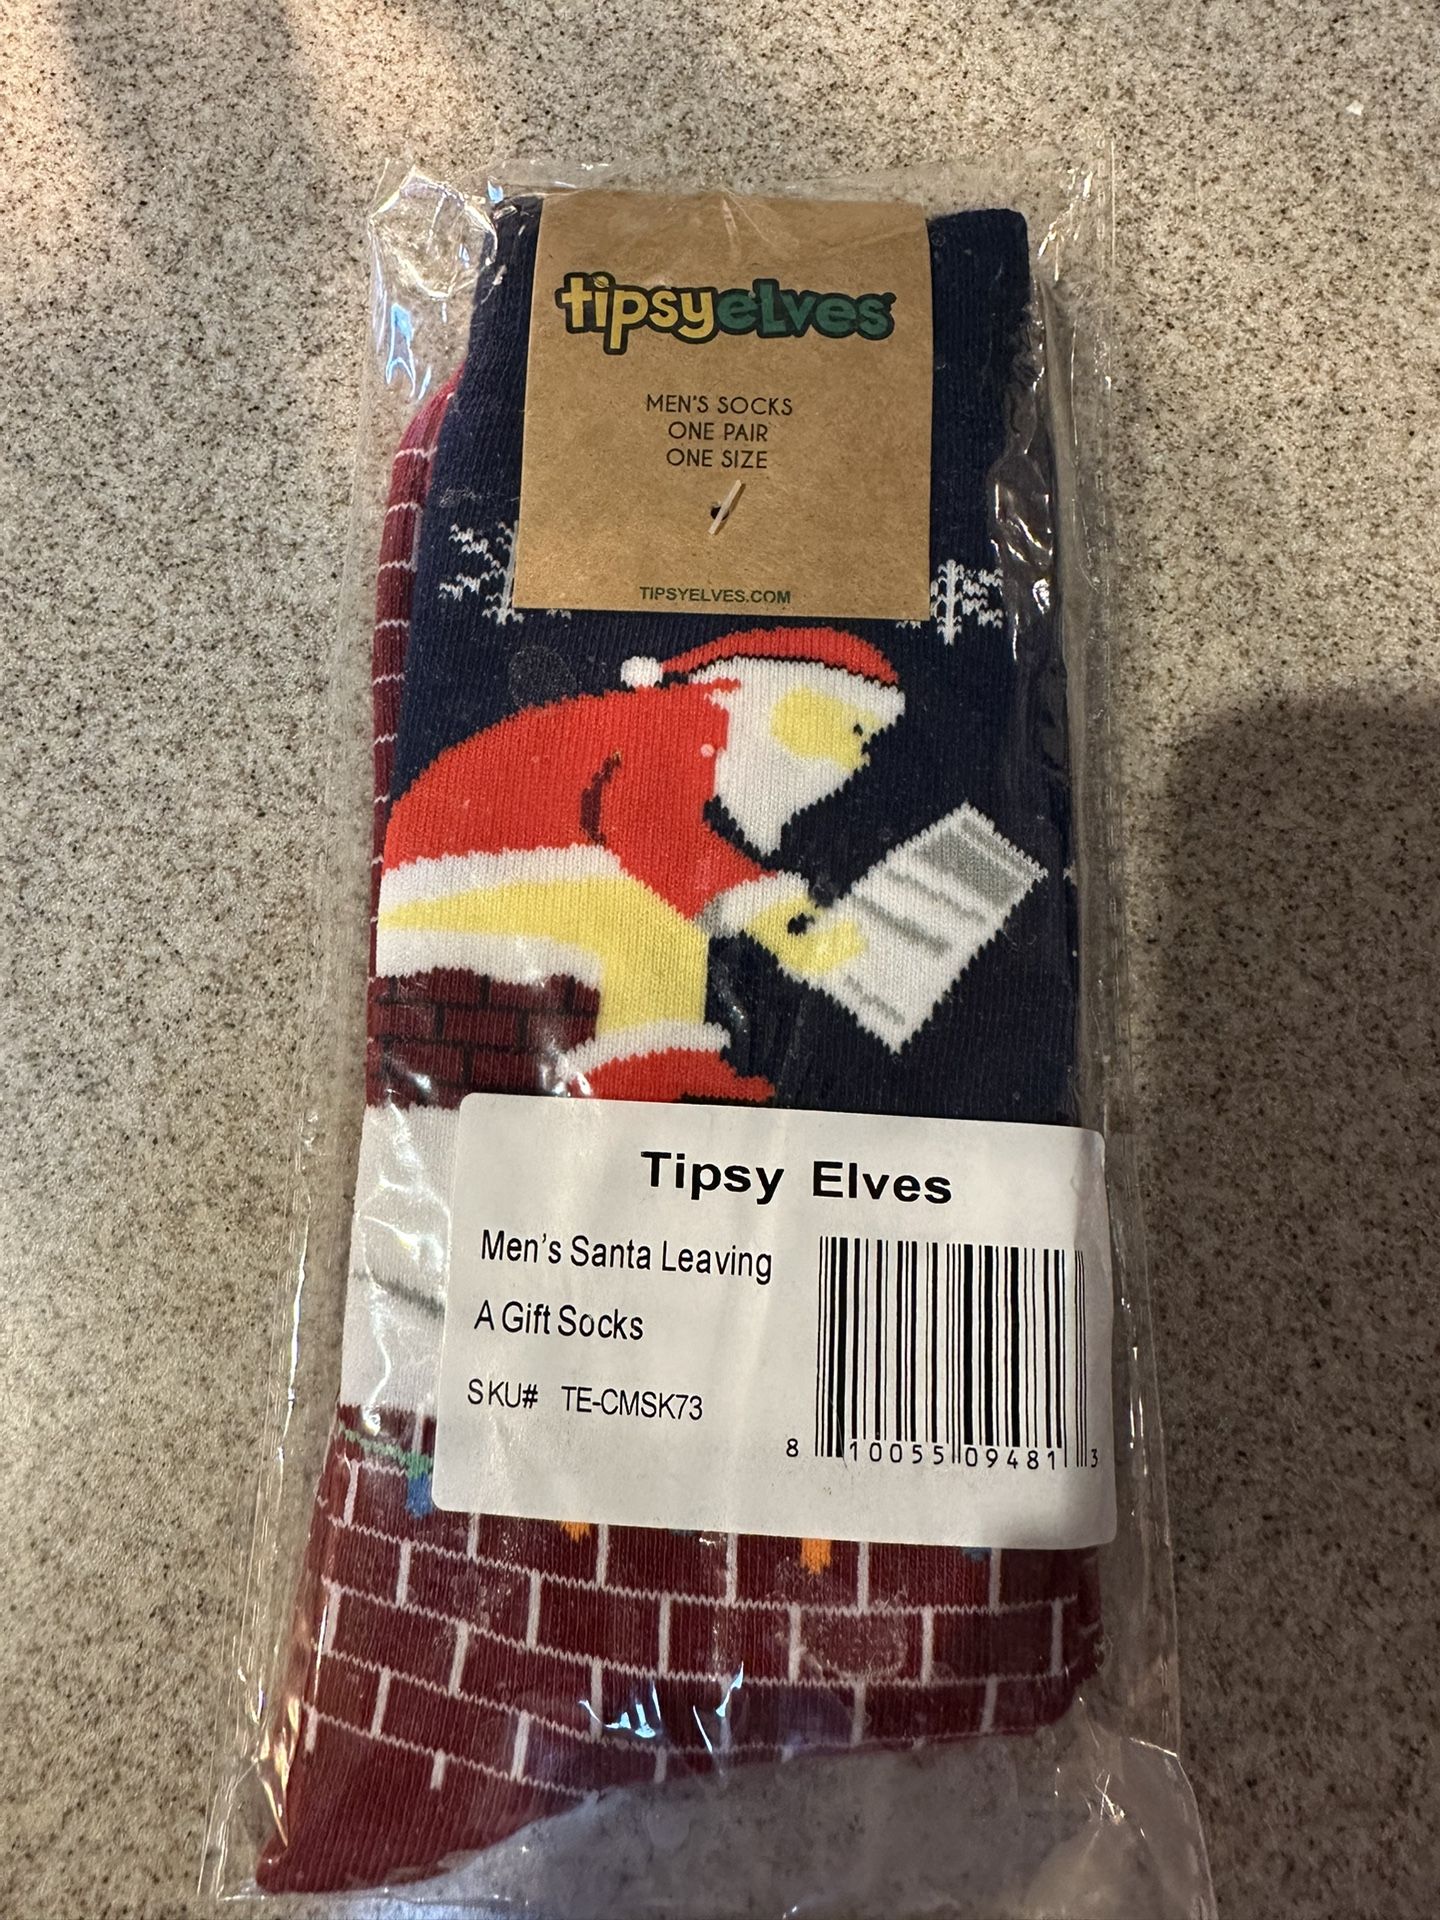 tipsyelves
MEN'S SOCKS
ONE PAIR
ONE SIZE
TIPSYELVES.COM
Tipsy Elves
Men's Santa Leaving
A Gift Socks
SKU# TE-CMSK73
8 10055 09481 3